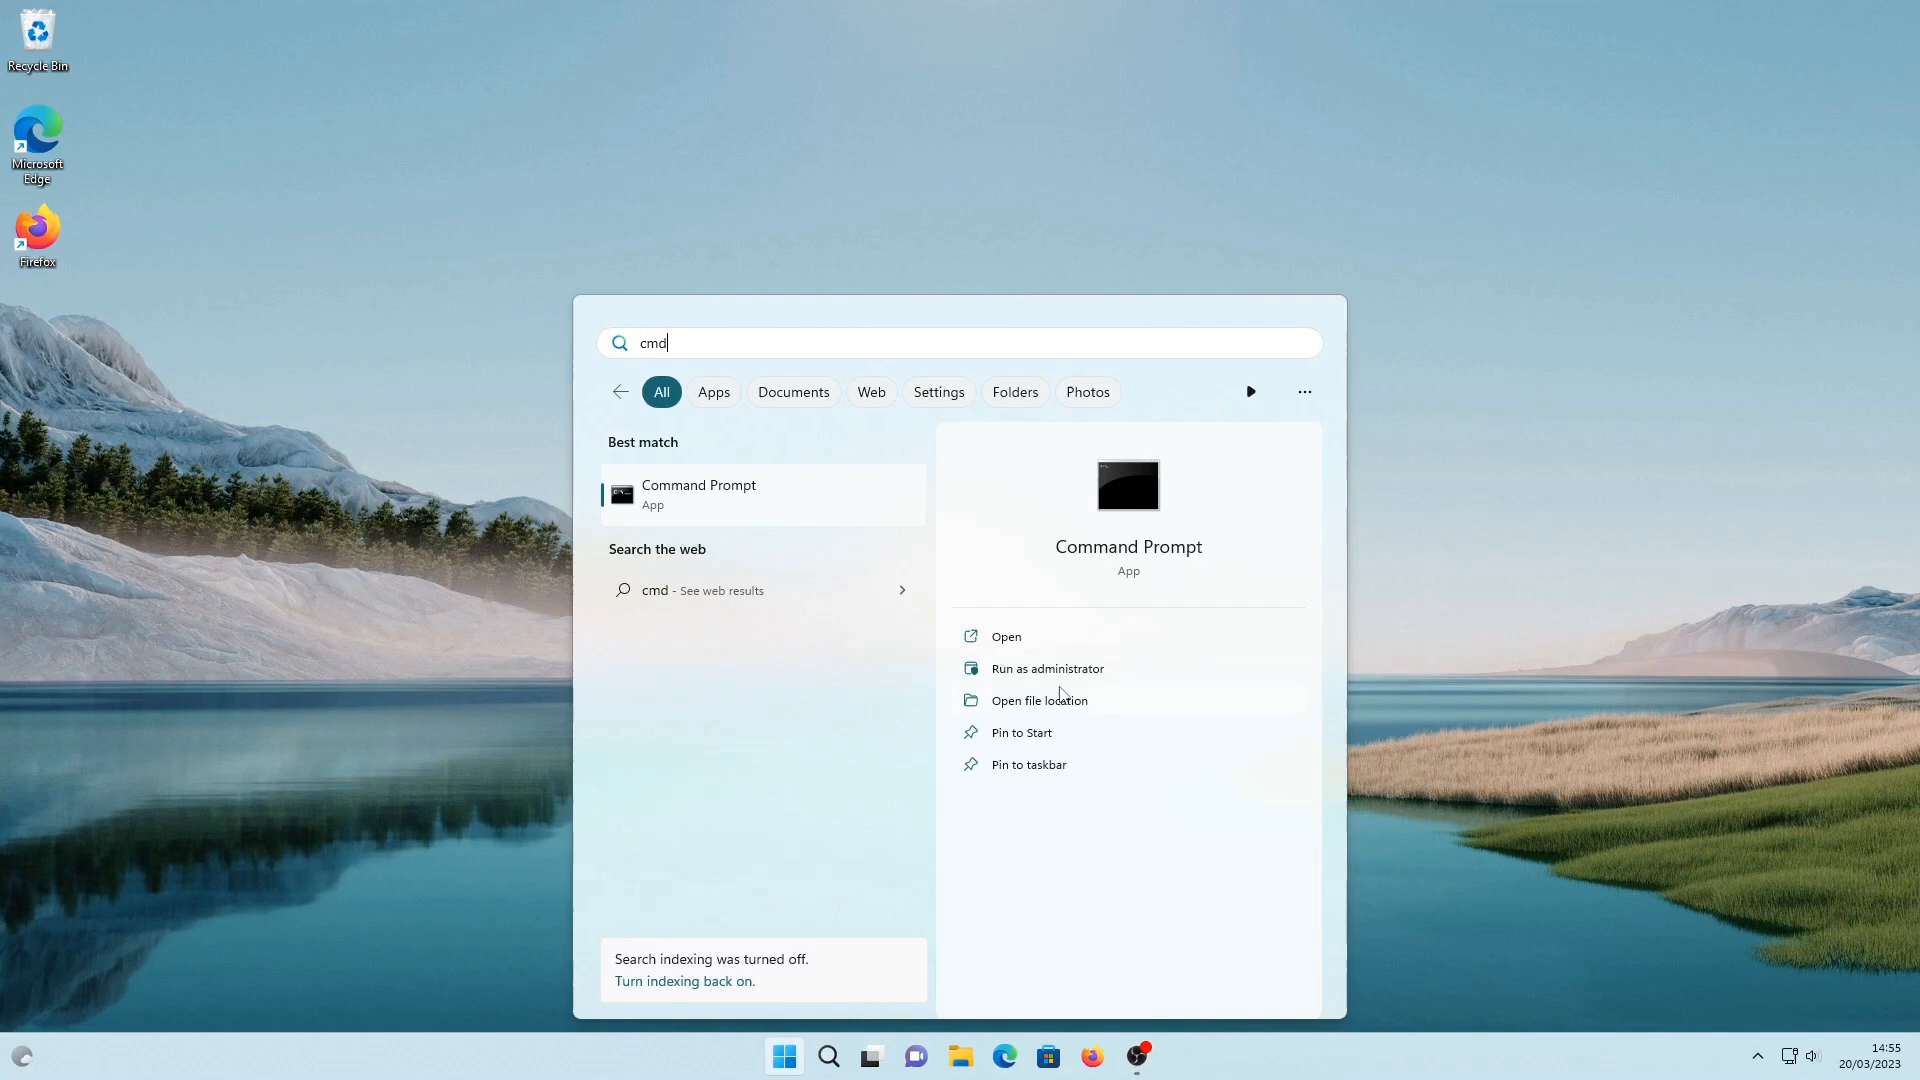 Recycle Bin
Microsoft
Edge
Firefox
cmd
All
Apps
Documents
Web
Settings
Folders
Photos
Best match
Command Prompt
App
Search the web
cmd - See web results
Search indexing was turned off.
Turn indexing back on.
Command Prompt
App
Open
Run as administrator
Open file location
Pin to Start
Pin to taskbar
14:55
20/03/2023